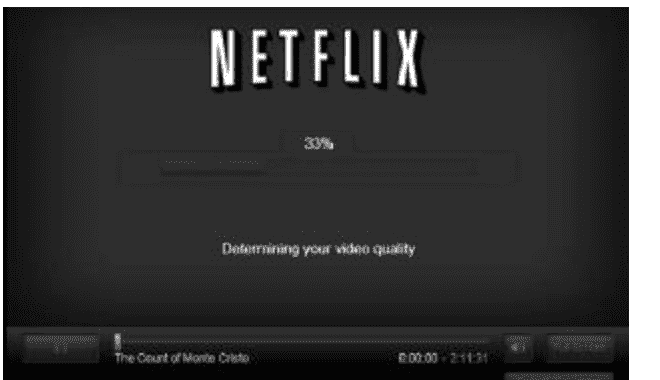 NETFLIX
33%
Determining your video quality
The Count of Monte Cristo 0:00:00 - 2:11:31